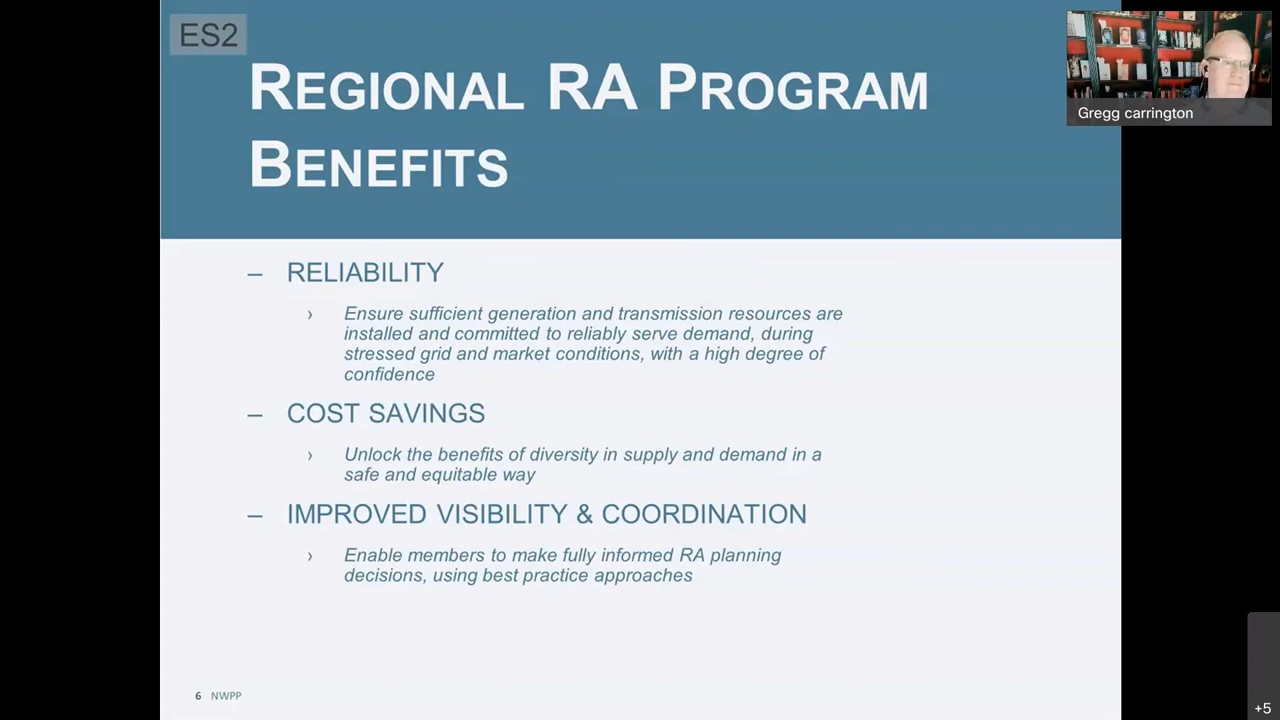 ES2
REGIONAL RA PROGRAM
BENEFITS
Gregg carrington
– RELIABILITY
› Ensure sufficient generation and transmission resources are
installed and committed to reliably serve demand, during
stressed grid and market conditions, with a high degree of
confidence
– COST SAVINGS
› Unlock the benefits of diversity in supply and demand in a
safe and equitable way
– IMPROVED VISIBILITY & COORDINATION
› Enable members to make fully informed RA planning
decisions, using best practice approaches
6 NWPP
+5